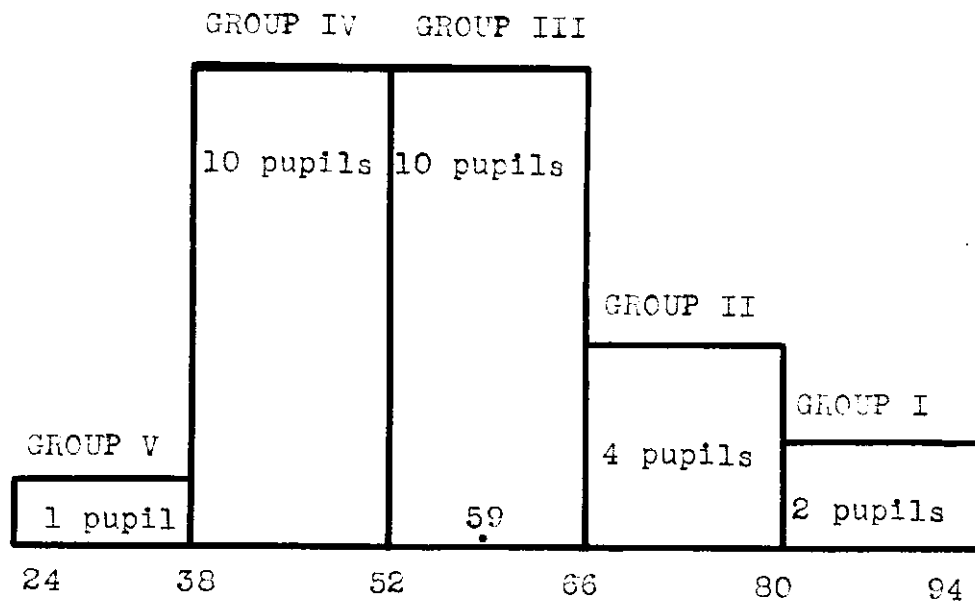 GROUP IV GROUP III
10 pupils 10 pupils
GROUP II
GROUP I
GROUP V
4 pupils
1 pupil 59 2 pupils
24 38 52 66 80 94